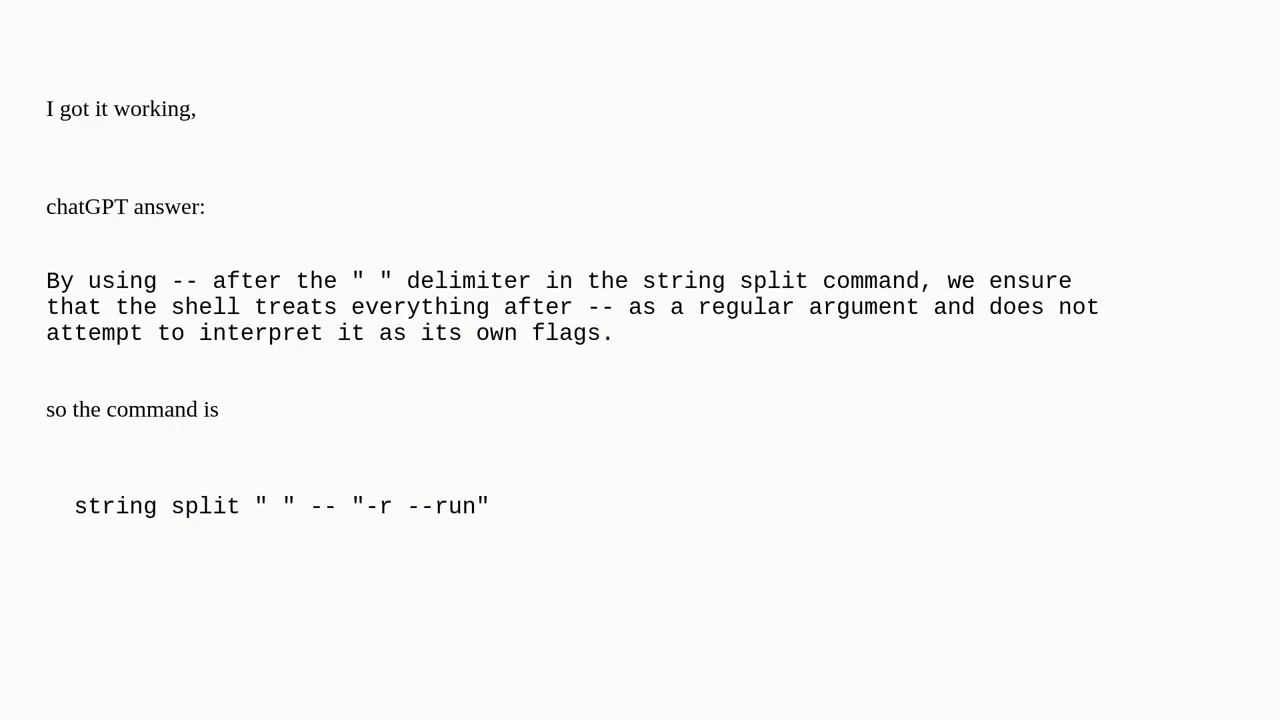 I got it working,
chatGPT answer:
By using -- after the " " delimiter in the string split command, we ensure
that the shell treats everything after -- as a regular argument and does not
attempt to interpret it as its own flags.
so the command is
string split " " -- "-r --run"